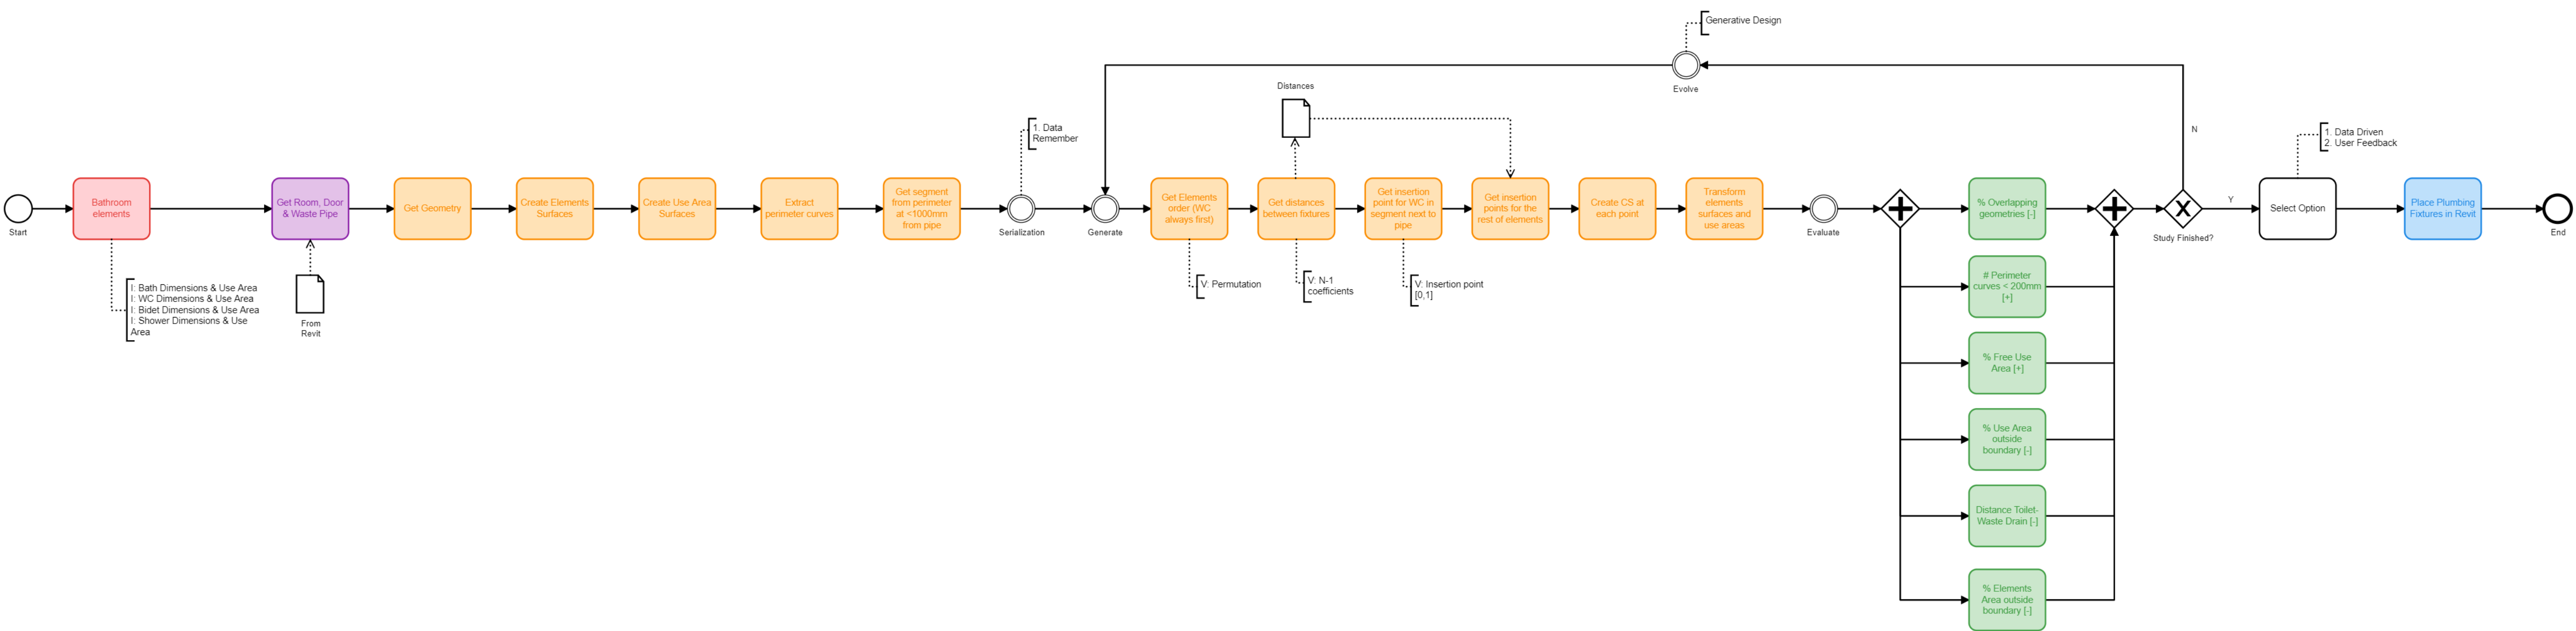 Start
Bathroom
elements
I: Bath Dimensions & Use Area
I: WC Dimensions & Use Area
I: Bidet Dimensions & Use Area
I: Shower Dimensions & Use
Area
Get Room, Door
& Waste Pipe
From
Revit
Get Geometry
Create Elements
Surfaces
Create Use Area
Surfaces
Extract
perimeter curves
Get segment
from perimeter
at <1000mm
from pipe
1. Data
Remember
Serialization
Generate
Get Elements
order (WC
always first)
V: Permutation
Distances
Get distances
between fixtures
V: N-1
coefficients
Get insertion
point for WC in
segment next to
pipe
V: Insertion point
[0,1]
Get insertion
points for the
rest of elements
Create CS at
each point
Generative Design
Evolve
Transform
elements
surfaces and
use areas
Evaluate
% Overlapping
geometries [-]
# Perimeter
curves < 200mm
[+]
% Free Use
Area [+]
% Use Area
outside
boundary [-]
Distance Toilet-
Waste Drain [-]
% Elements
Area outside
boundary [-]
N
Study Finished?
Y
1. Data Driven
2. User Feedback
Select Option
Place Plumbing
Fixtures in Revit
End